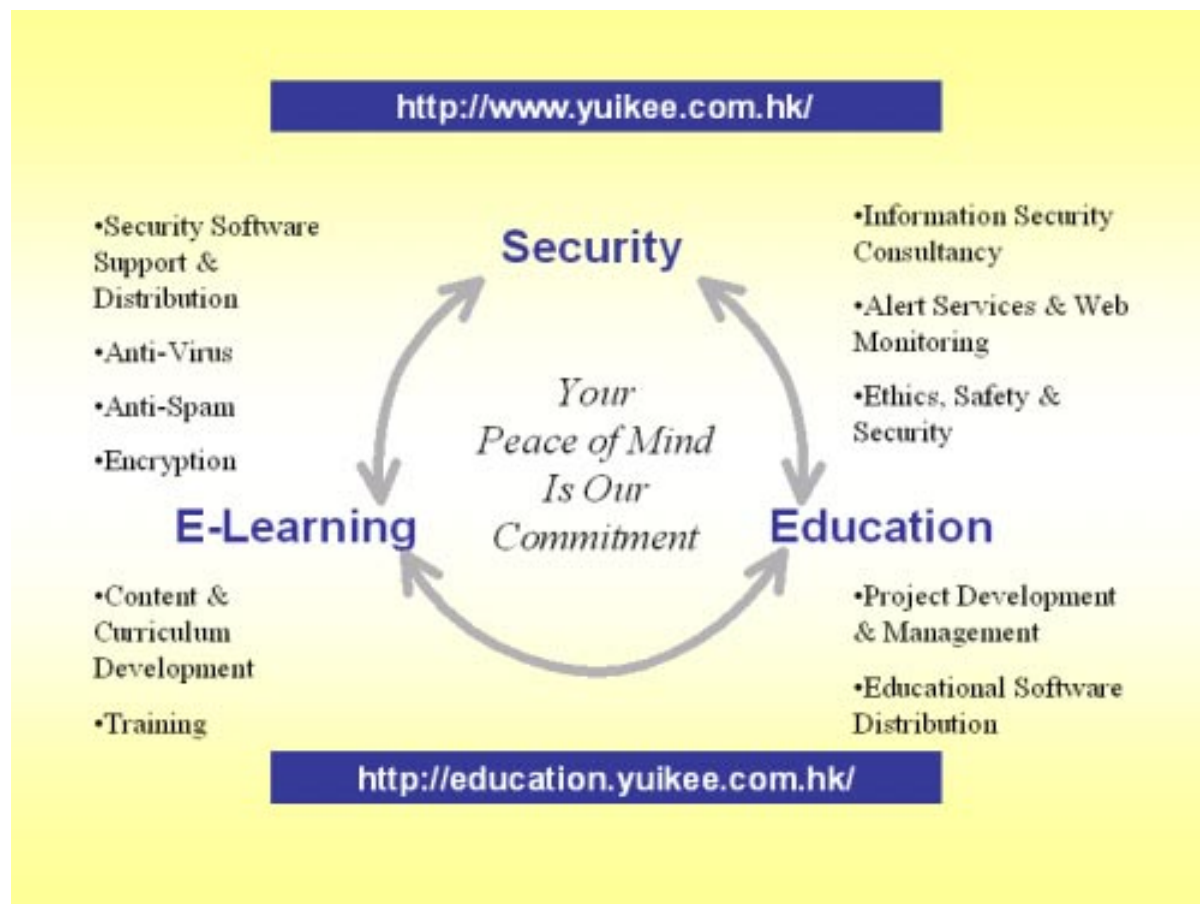 http://www.yuikee.com.hk/
•Security Software
Support &
Distribution
•Anti-Virus
•Anti-Spam
•Encryption
Security
•Information Security
Consultancy
•Alert Services & Web
Monitoring
•Ethics, Safety &
Security
Your
Peace of Mind
Is Our
Commitment
E-Learning
Education
•Content &
Curriculum
Development
•Training
•Project Development
& Management
•Educational Software
Distribution
http://education.yuikee.com.hk/